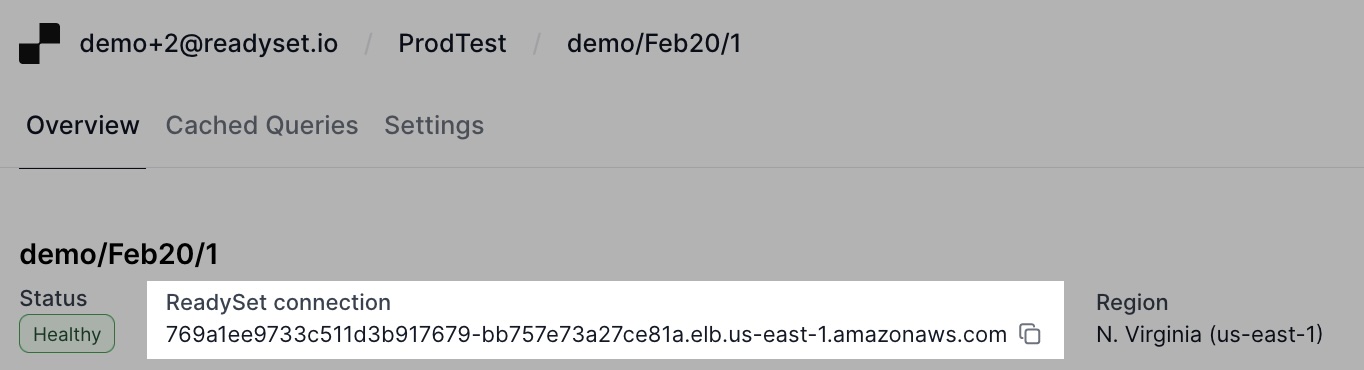 demo+2@readyset.io / ProdTest / demo/Feb20/1
Overview Cached Queries Settings
demo/Feb20/1
Status
Healthy
ReadySet connection
769a1ee9733c511d3b917679-bb757e73a27ce81a.elb.us-east-1.amazonaws.com
Region
N. Virginia (us-east-1)